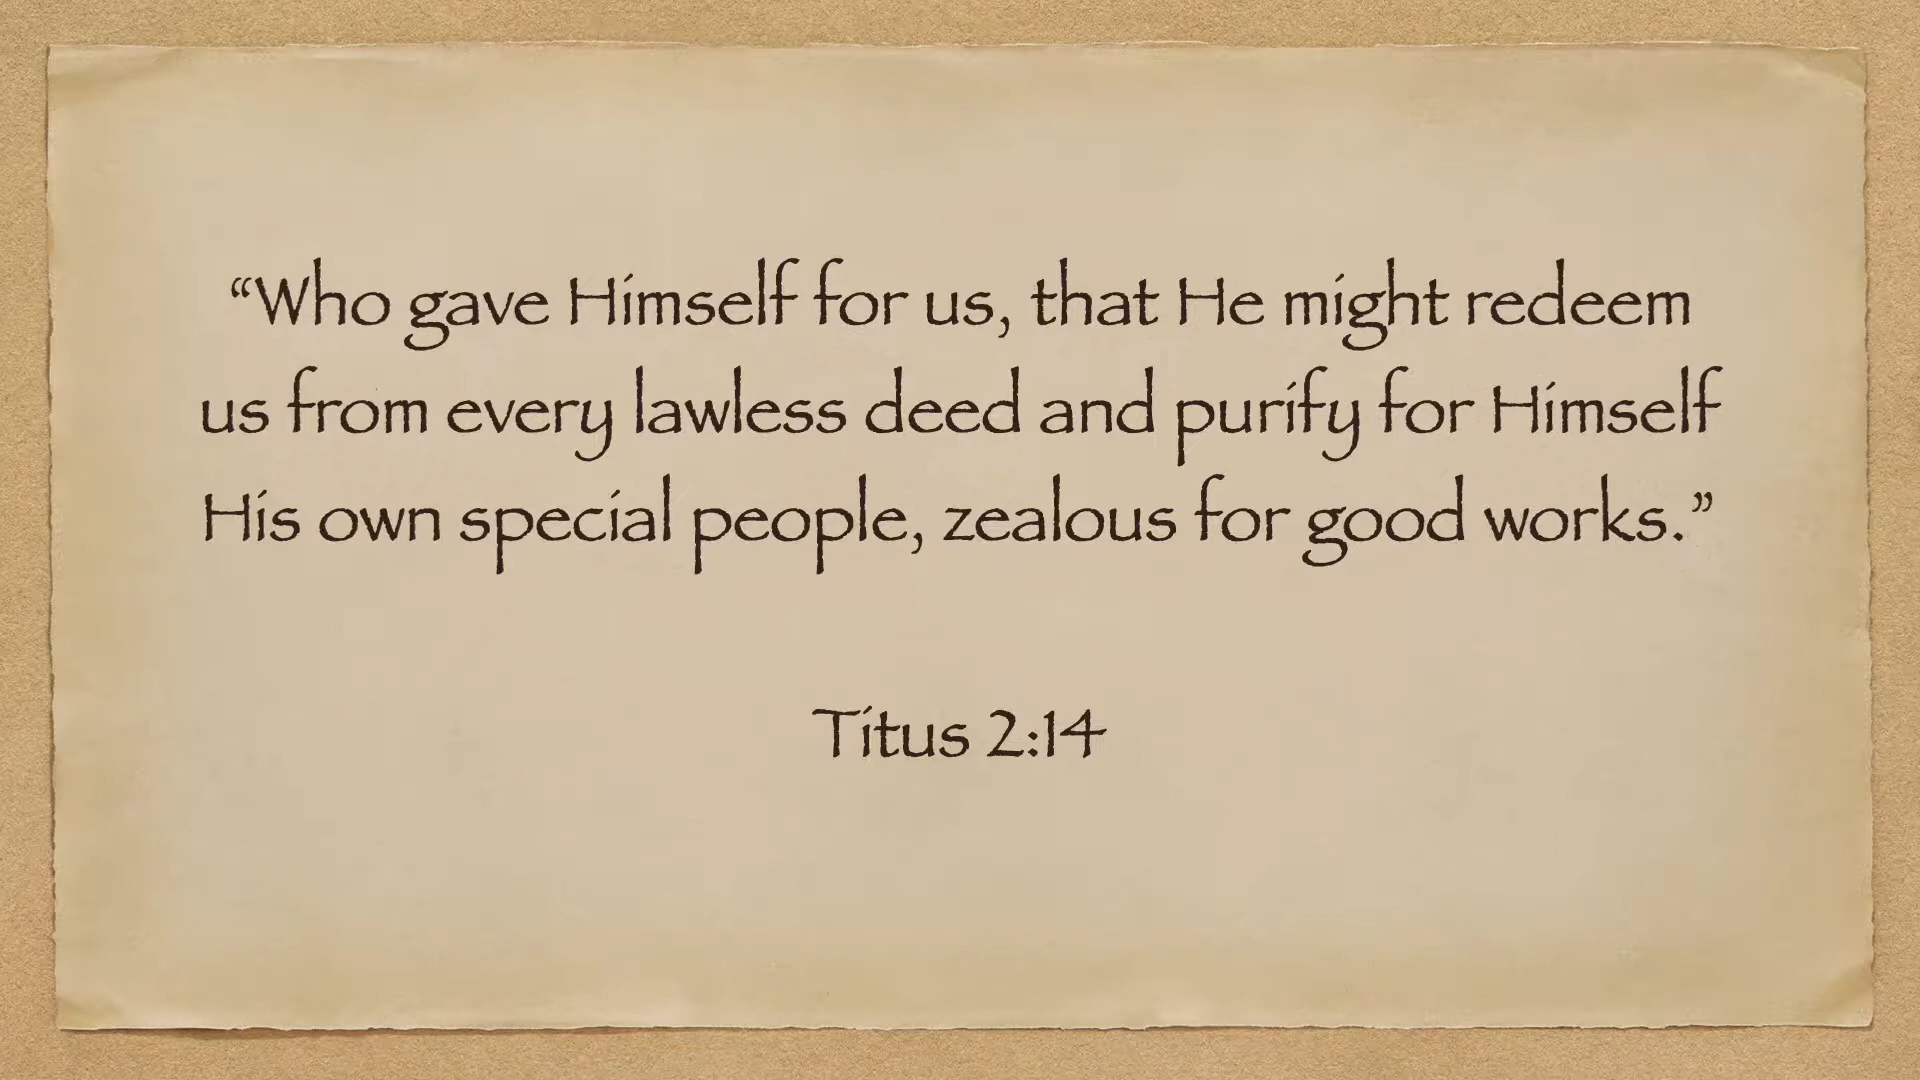 “Who gave Himself for us, that He might redeem
us from every lawless deed and purify for Himself
His own special people, zealous for good works.”
Titus 2:14